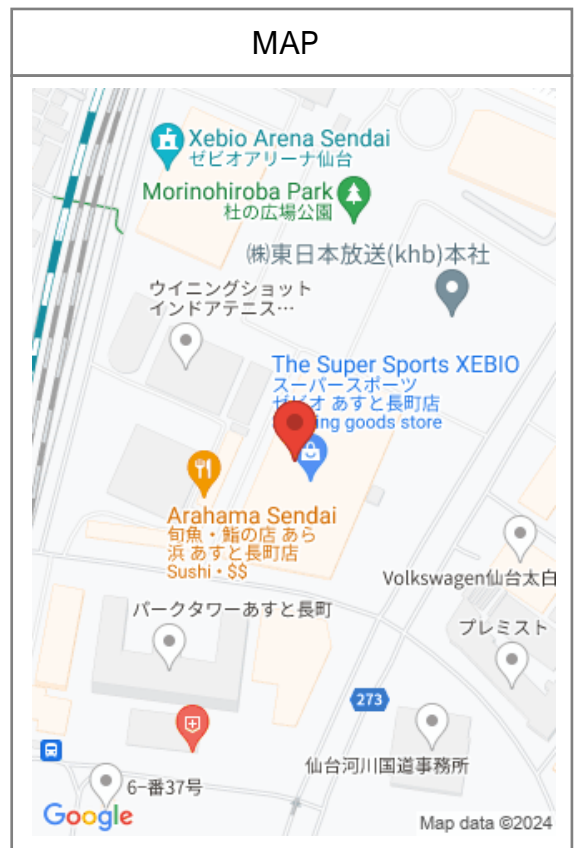 MAP
Xebio Arena Sendai
ゼビオアリーナ仙台
Morinohiroba Park
杜の広場公園
㈱東日本放送(khb)本社
ウイニングショット
インドアテニス…
The Super Sports XEBIO
スーパースポーツ
ゼビオ あすと長町店
ing goods store
Arahama Sendai
旬魚・鮨の店 あら
浜 あすと長町店
Sushi・$$
Volkswagen仙台太白
パークタワーあすと長町
プレミスト
273
仙台河川国道事務所
6−番37号
Google
Map data ©2024